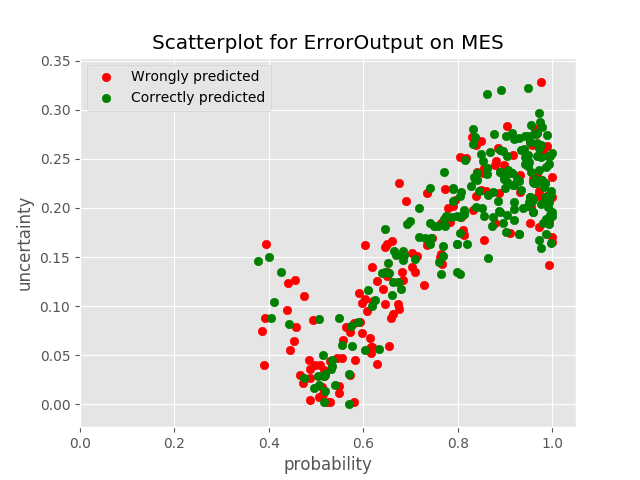 Scatterplot for ErrorOutput on MES
Wrongly predicted
Correctly predicted
uncertainty
0.35
0.30
0.25
0.20
0.15
0.10
0.05
0.00
0.0 0.2 0.4 0.6 0.8 1.0
probability